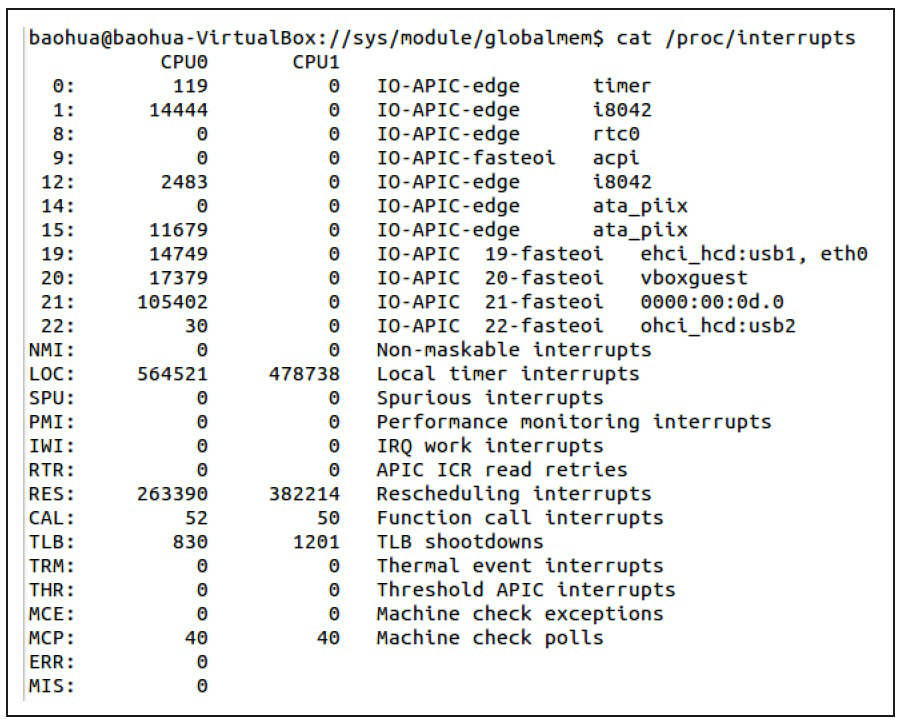 baohua@baohua-VirtualBox://sys/module/globalmem$ cat /proc/interrupts
           CPU0       CPU1
  0:        119          0   IO-APIC-edge      timer
  1:      14444          0   IO-APIC-edge      i8042
  8:          0          0   IO-APIC-edge      rtc0
  9:          0          0   IO-APIC-fasteoi   acpi
 12:       2483          0   IO-APIC-edge      i8042
 14:          0          0   IO-APIC-edge      ata_piix
 15:      11679          0   IO-APIC-edge      ata_piix
 19:      14749          0   IO-APIC  19-fasteoi   ehci_hcd:usb1, eth0
 20:      17379          0   IO-APIC  20-fasteoi   vboxguest
 21:     105402          0   IO-APIC  21-fasteoi   0000:00:0d.0
 22:         30          0   IO-APIC  22-fasteoi   ohci_hcd:usb2
NMI:          0          0   Non-maskable interrupts
LOC:     564521     478738   Local timer interrupts
SPU:          0          0   Spurious interrupts
PMI:          0          0   Performance monitoring interrupts
IWI:          0          0   IRQ work interrupts
RTR:          0          0   APIC ICR read retries
RES:     263390     382214   Rescheduling interrupts
CAL:         52         50   Function call interrupts
TLB:        830       1201   TLB shootdowns
TRM:          0          0   Thermal event interrupts
THR:          0          0   Threshold APIC interrupts
MCE:          0          0   Machine check exceptions
MCP:         40         40   Machine check polls
ERR:          0
MIS:          0